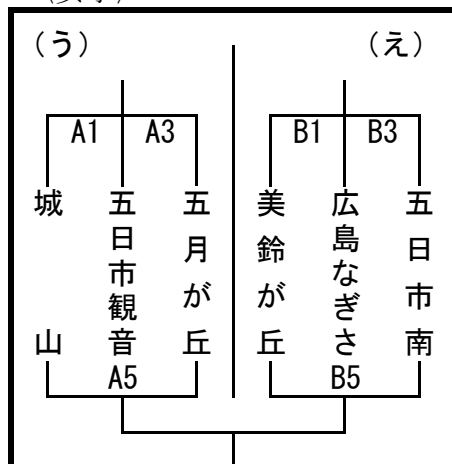 (う)
(え)
A1
A3
B1
B3
城山
五日市観音
五月が丘
美鈴が丘
広島なぎさ
五日市南
A5
B5